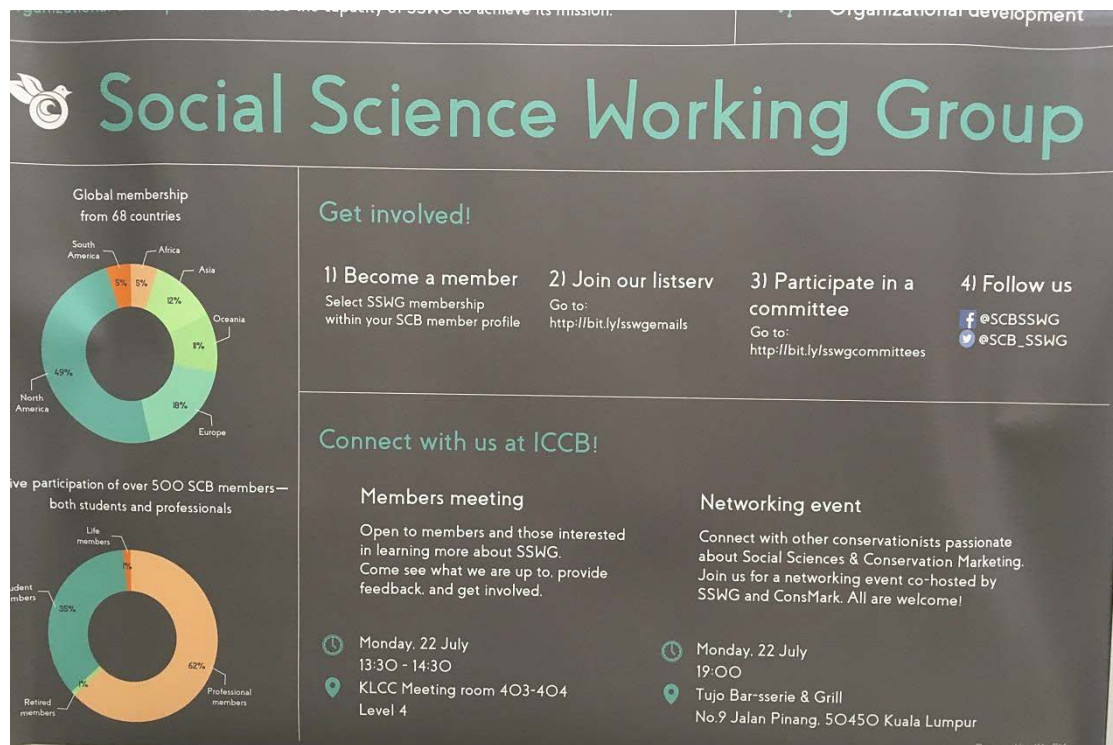 the capacity of SSWG to achieve its mission.
Organizational development
Social Science Working Group
Global membership
from 68 countries
South
America
Africa
Asia
Oceania
Europe
North
America
5%
5%
12%
8%
18%
49%
participation of over 500 SCB members—
both students and professionals
Life
members
Professional
members
Retired
members
1%
35%
62%
1%
Get involved!
1) Become a member
Select SSWG membership
within your SCB member profile
2) Join our listserv
Go to:
http://bit.ly/sswgemails
3) Participate in a
committee
Go to:
http://bit.ly/sswgcommittees
4) Follow us
@SCBSSWG
@SCB_SSWG
Connect with us at ICCB!
Members meeting
Open to members and those interested
in learning more about SSWG.
Come see what we are up to, provide
feedback, and get involved.
Monday, 22 July
13:30 - 14:30
KLCC Meeting room 403-404
Level 4
Networking event
Connect with other conservationists passionate
about Social Sciences & Conservation Marketing.
Join us for a networking event co-hosted by
SSWG and ConsMark. All are welcome!
Monday, 22 July
19:00
Tujo Bar-sserie & Grill
No.9 Jalan Pinang, 50450 Kuala Lumpur